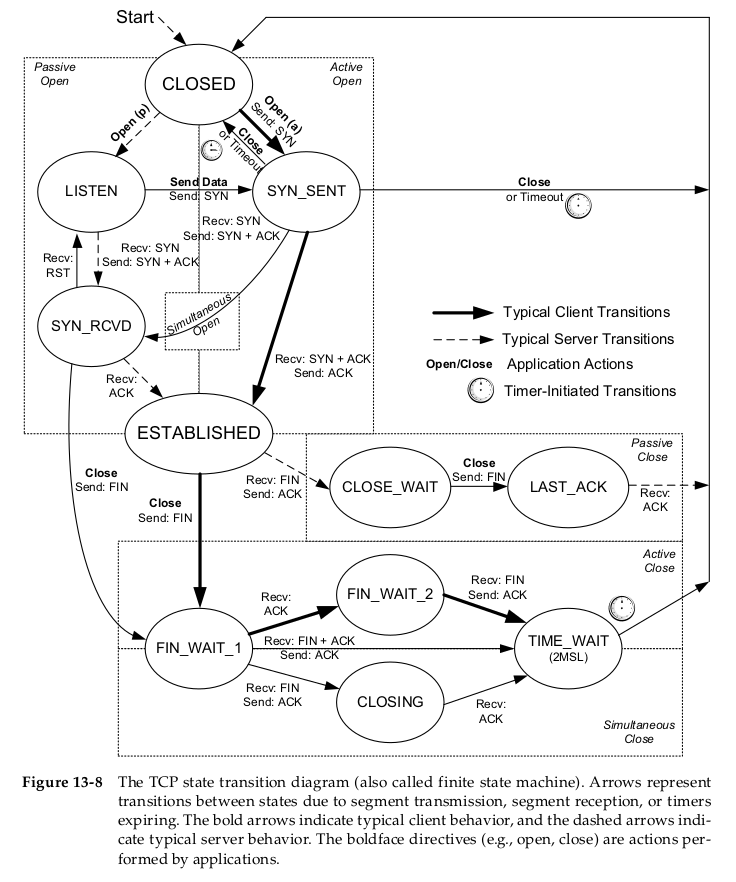 Start
Passive
Open
Active
Open
CLOSED
Open (p)
Open (a)
Send: SYN
Close
or Timeout
LISTEN
Send Data
Send: SYN
SYN_SENT
Close
or Timeout
Recv: SYN
Send: SYN + ACK
Recv: SYN
Send: SYN + ACK
Recv:
RST
SYN_RCVD
Simultaneous
Open
Typical Client Transitions
Typical Server Transitions
Open/Close Application Actions
Timer-Initiated Transitions
Recv: SYN + ACK
Send: ACK
Recv:
ACK
ESTABLISHED
Passive
Close
Close
Send: FIN
Close
Send: FIN
Recv: FIN
Send: ACK
CLOSE_WAIT
Close
Send: FIN
LAST_ACK
Recv:
ACK
Active
Close
FIN_WAIT_1
Recv:
ACK
FIN_WAIT_2
Recv: FIN
Send: ACK
Recv: FIN + ACK
Send: ACK
TIME_WAIT
(2MSL)
Recv: FIN
Send: ACK
CLOSING
Recv:
ACK
Simultaneous
Close
Figure 13-8 The TCP state transition diagram (also called finite state machine). Arrows represent
transitions between states due to segment transmission, segment reception, or timers
expiring. The bold arrows indicate typical client behavior, and the dashed arrows indi-
cate typical server behavior. The boldface directives (e.g., open, close) are actions per-
formed by applications.